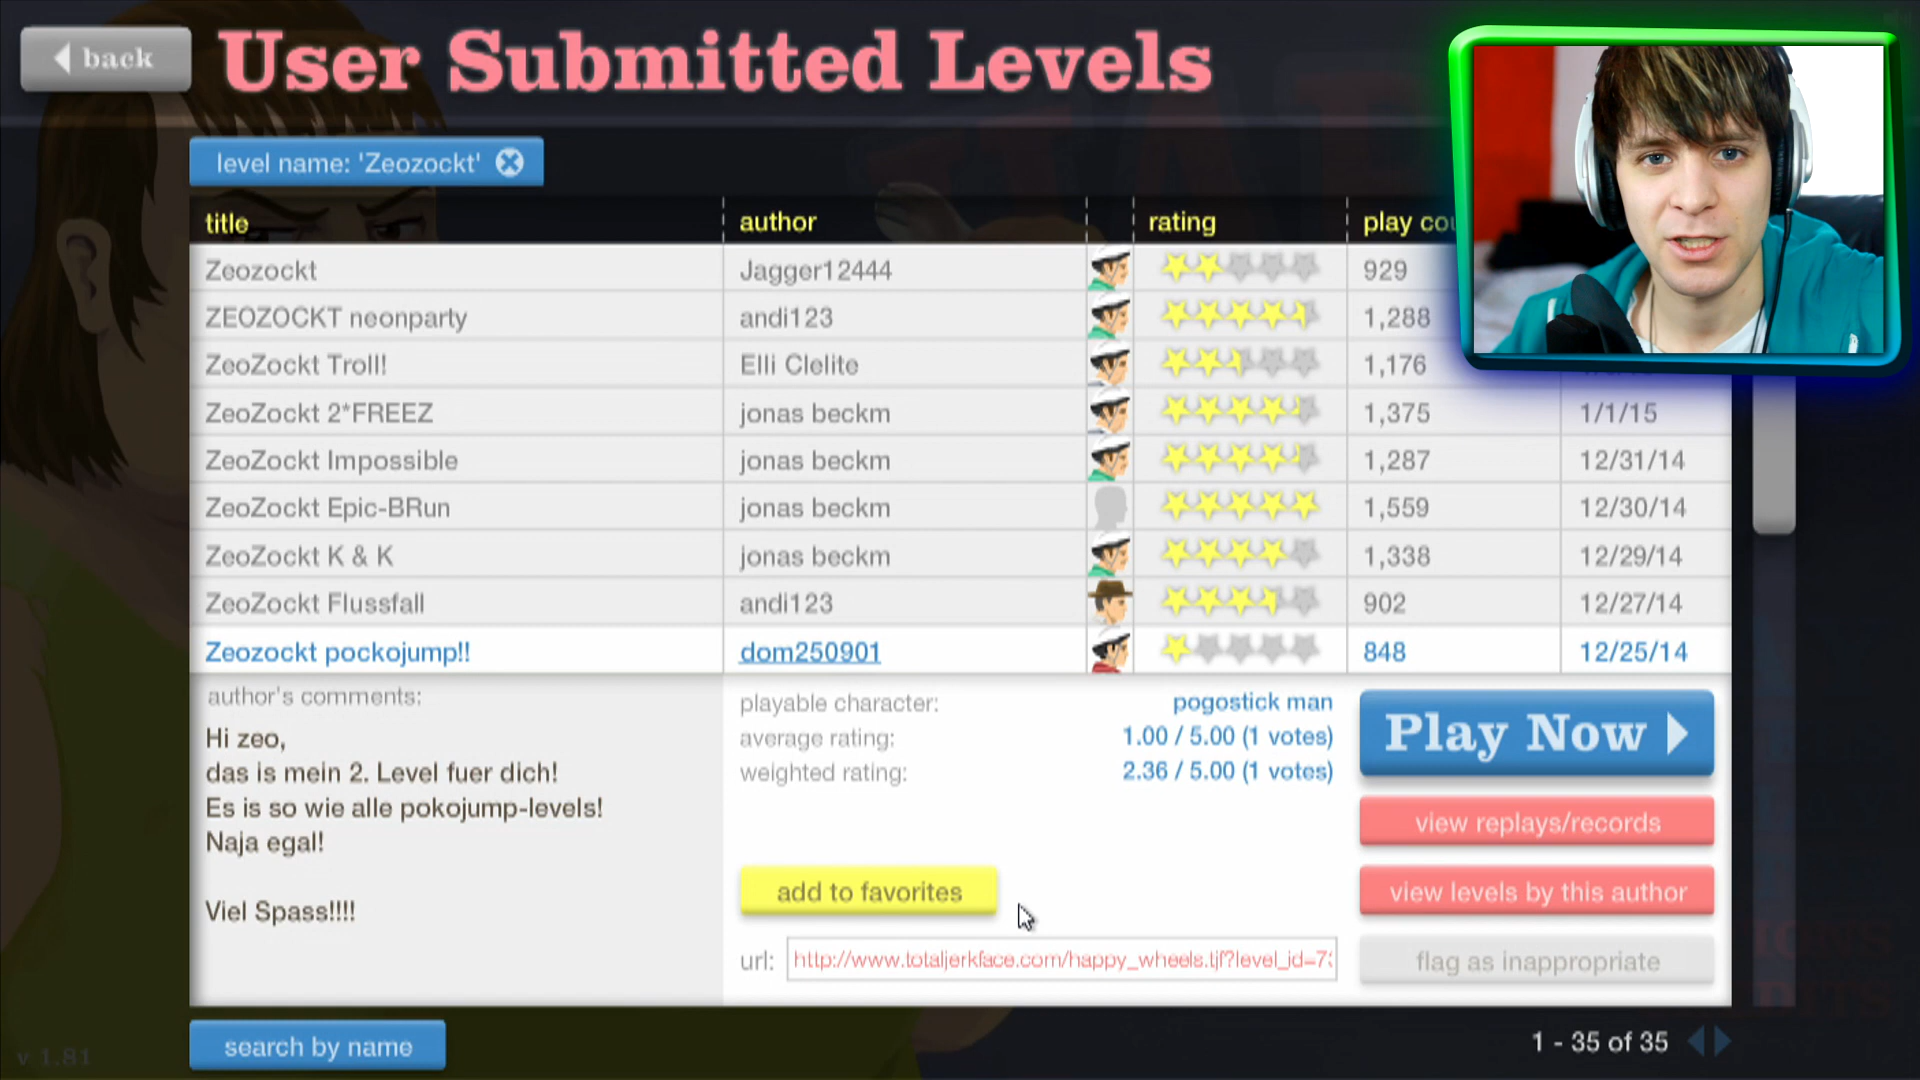 back
User Submitted Levels
level name: 'Zeozockt'
title author rating play cou
Zeozockt Jagger12444 929
ZEOZOCKT neonparty andi123 1,288
ZeoZockt Troll! Elli Clelite 1,176
ZeoZockt 2*FREEZ jonas beckm 1,375 1/1/15
ZeoZockt Impossible jonas beckm 1,287 12/31/14
ZeoZockt Epic-BRun jonas beckm 1,559 12/30/14
ZeoZockt K & K jonas beckm 1,338 12/29/14
ZeoZockt Flussfall andi123 902 12/27/14
Zeozockt pockojump!! dom250901 848 12/25/14
author's comments:
Hi zeo,
das is mein 2. Level fuer dich!
Es is so wie alle pokojump-levels!
Naja egal!
Viel Spass!!!!
playable character: pogostick man
average rating: 1.00 / 5.00 (1 votes)
weighted rating: 2.36 / 5.00 (1 votes)
add to favorites
url: http://www.totaljerkface.com/happy_wheels.tjf?level_id=7
Play Now
view replays/records
view levels by this author
flag as inappropriate
search by name
1 - 35 of 35
v 1.81